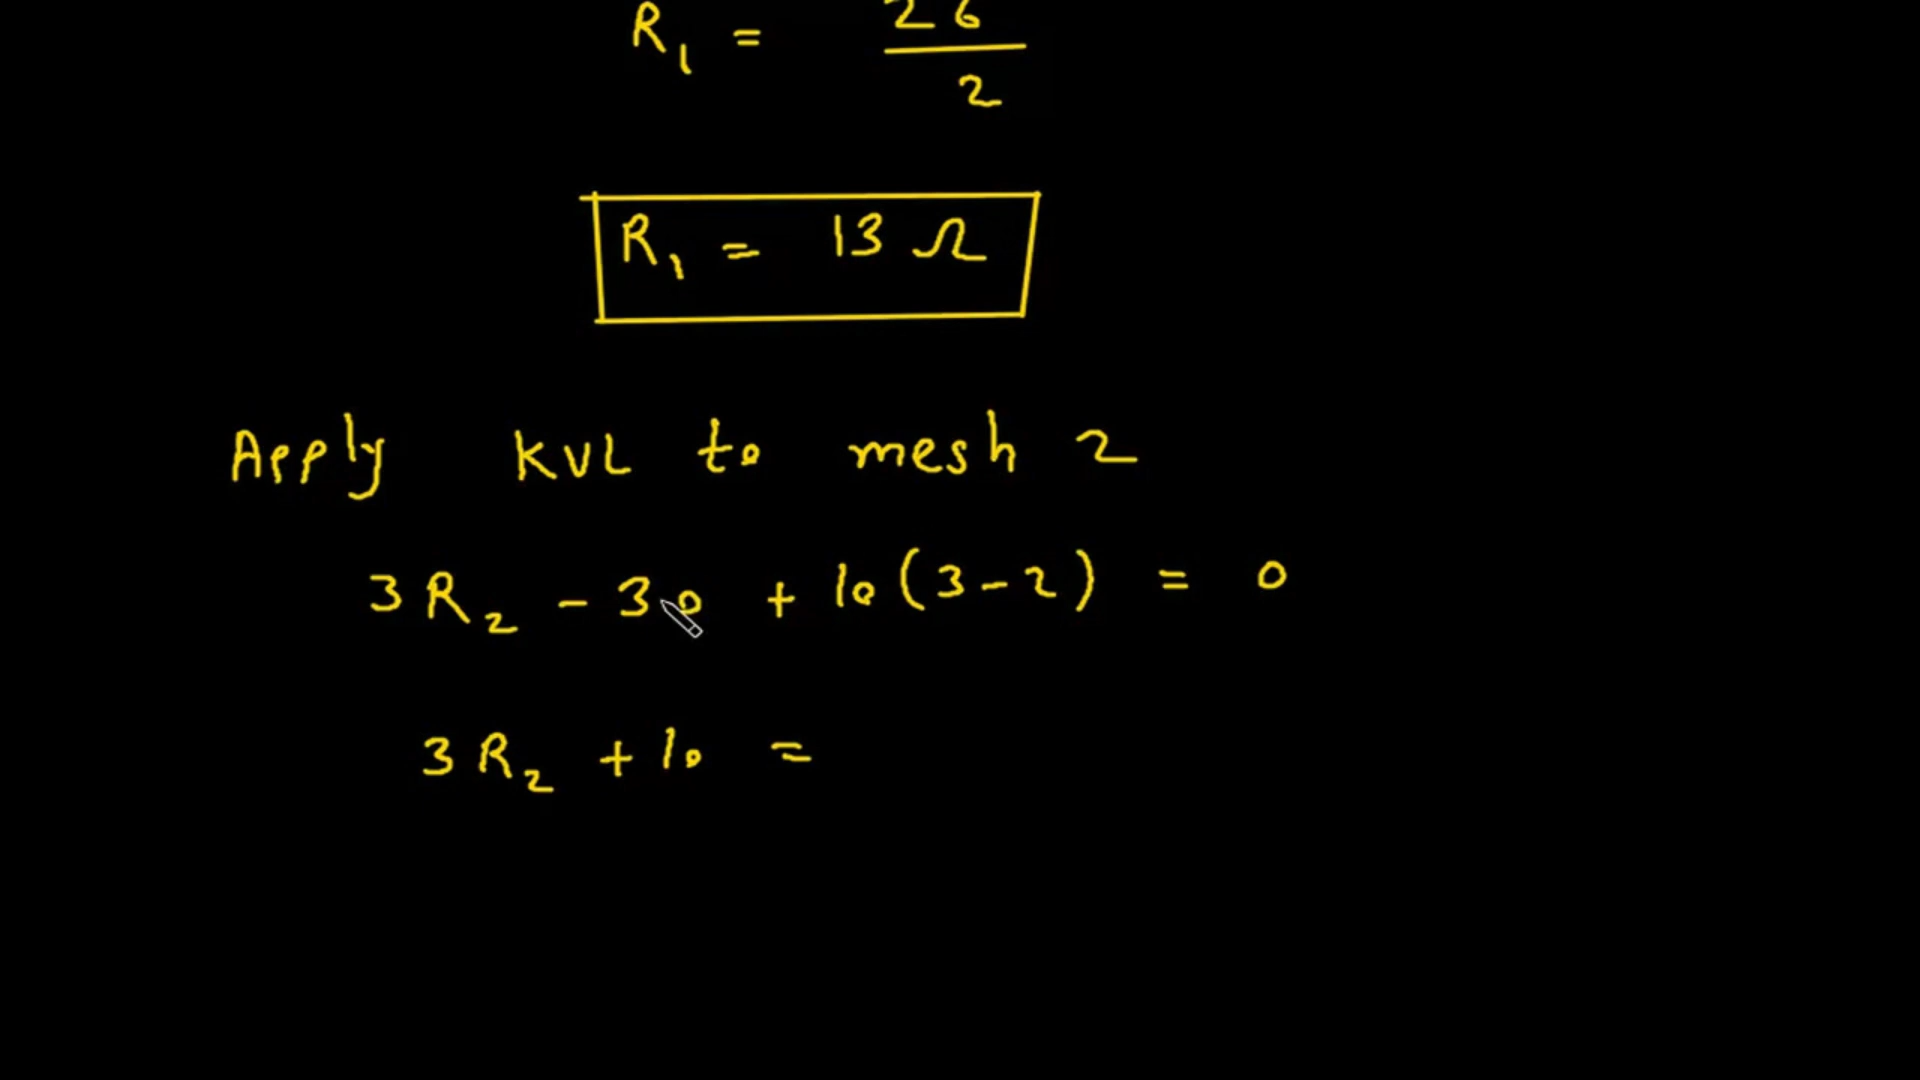 R₁ = 26/2
R₁ = 13 Ω
Apply KVL to mesh 2
3R₂ - 30 + 10(3-2) = 0
3R₂ + 10 =